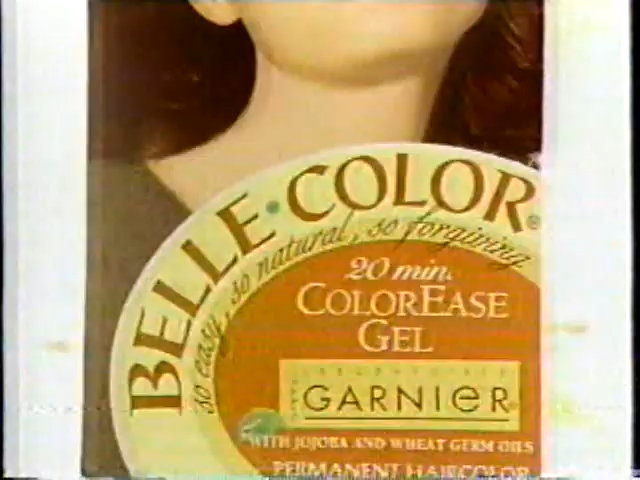 BELLE·COLOR®
so easy, so natural, so forgiving
20 min.
COLOREASE
GEL
LABORATOIRES
GARNIER
WITH JOJOBA AND WHEAT GERM OILS
PERMANENT HAIRCOLOR